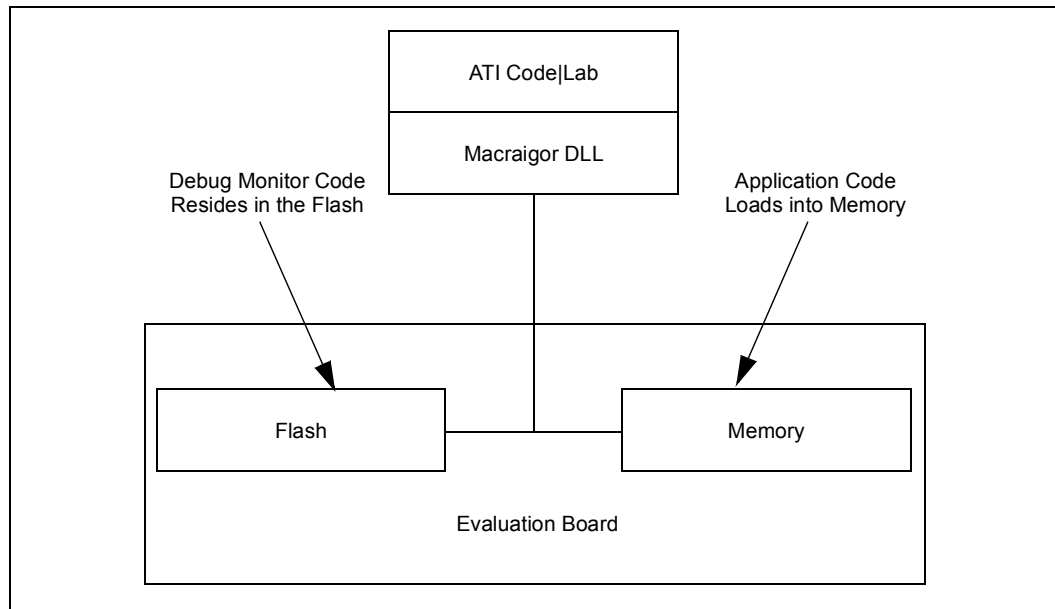 ATI Code|Lab
Macraigor DLL
Debug Monitor Code
Resides in the Flash
Application Code
Loads into Memory
Flash
Memory
Evaluation Board